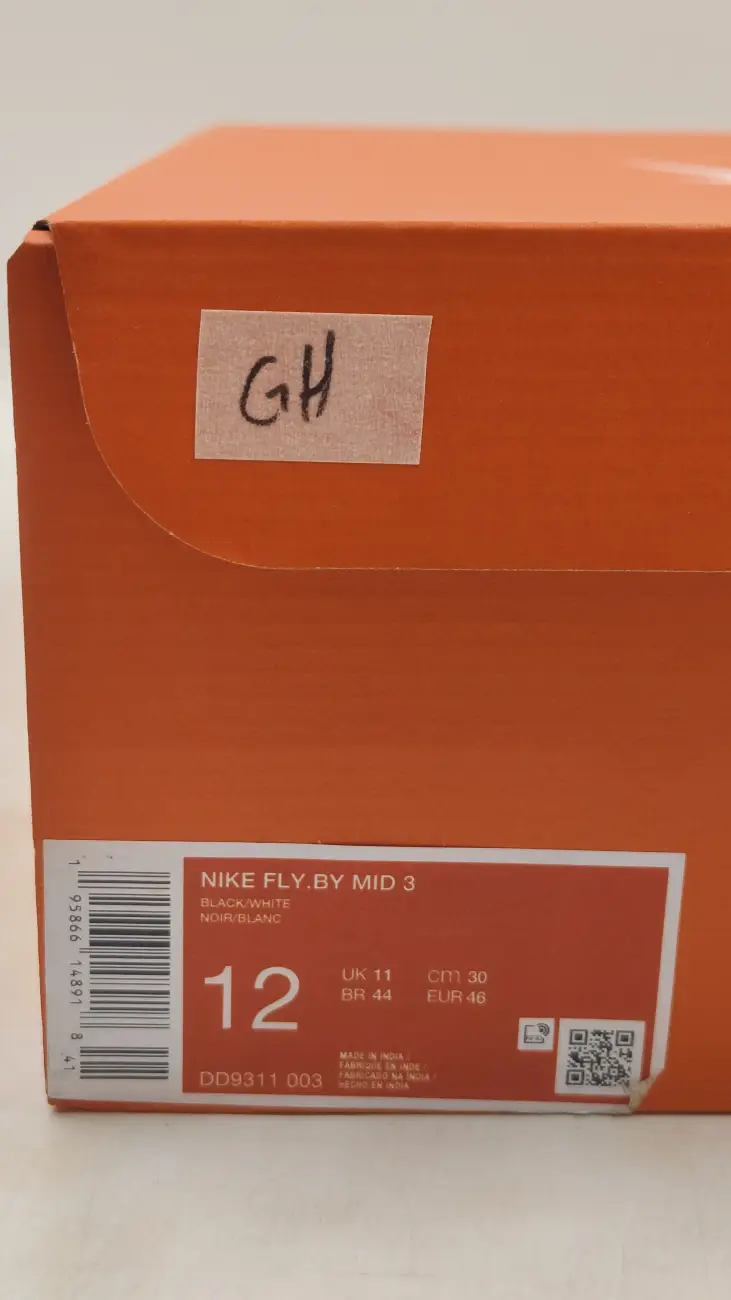 GH
1 95866 14891 8 41
NIKE FLY.BY MID 3
BLACK/WHITE
NOIR/BLANC
12
UK 11 cm 30
BR 44 EUR 46
DD9311 003
MADE IN INDIA /
FABRIQUÉ EN INDE /
FABRICADO NA ÍNDIA /
HECHO EN INDIA